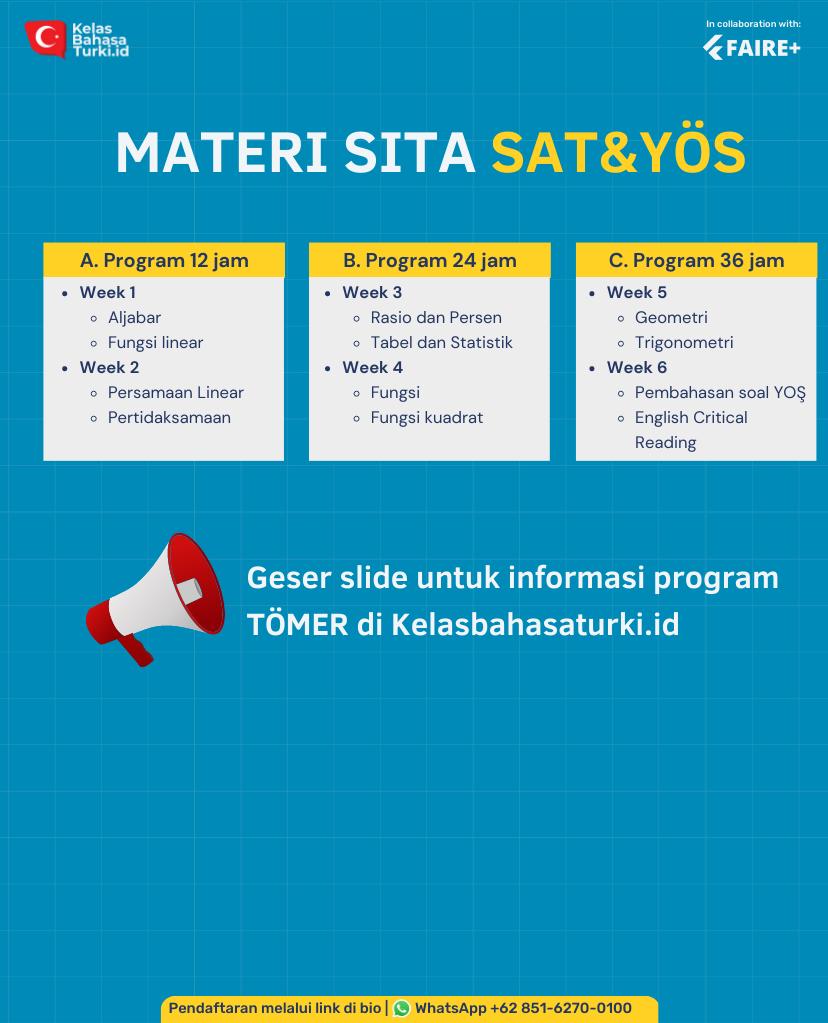 Kelas
Bahasa
Turki.id
In collaboration with:
FAIRE+
MATERI SITA SAT&YÖS
A. Program 12 jam
Week 1
Aljabar
Fungsi linear
Week 2
Persamaan Linear
Pertidaksamaan
B. Program 24 jam
Week 3
Rasio dan Persen
Tabel dan Statistik
Week 4
Fungsi
Fungsi kuadrat
C. Program 36 jam
Week 5
Geometri
Trigonometri
Week 6
Pembahasan soal YOŞ
English Critical
Reading
Geser slide untuk informasi program
TÖMER di Kelasbahasaturki.id
Pendaftaran melalui link di bio | WhatsApp +62 851-6270-0100